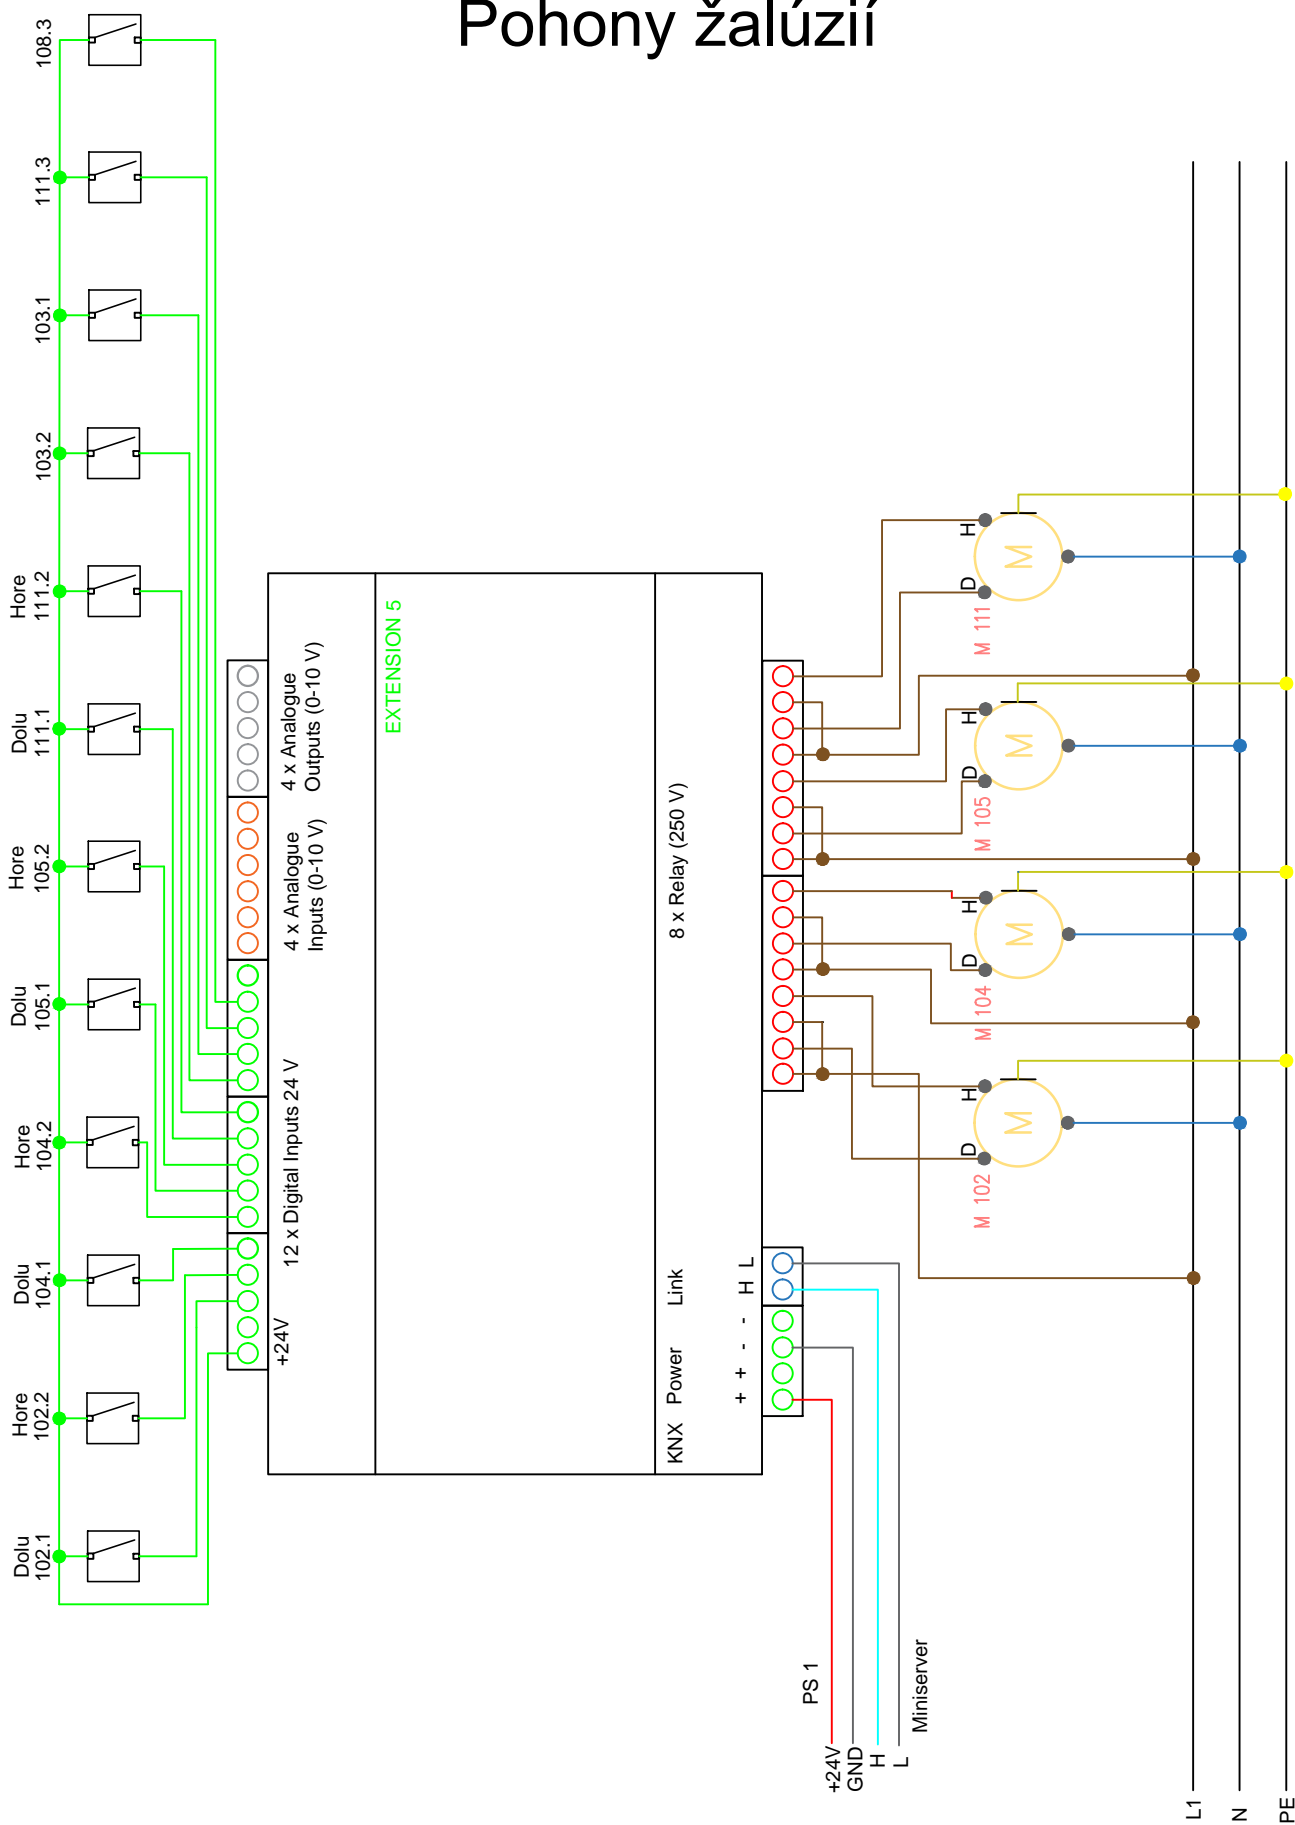 Pohony žalúzií
Dolu
102.1
Hore
102.2
Dolu
104.1
Hore
104.2
Dolu
105.1
Hore
105.2
Dolu
111.1
Hore
111.2
103.2
103.1
111.3
108.3
+24V
12 x Digital Inputs 24 V
4 x Analogue
Inputs (0-10 V)
4 x Analogue
Outputs (0-10 V)
EXTENSION 5
KNX Power Link
8 x Relay (250 V)
+ + - - H L
PS 1
+24V
GND
H
L
Miniserver
D H
M
M 102
D H
M
M 104
D H
M
M 105
D H
M
M 111
L1
N
PE